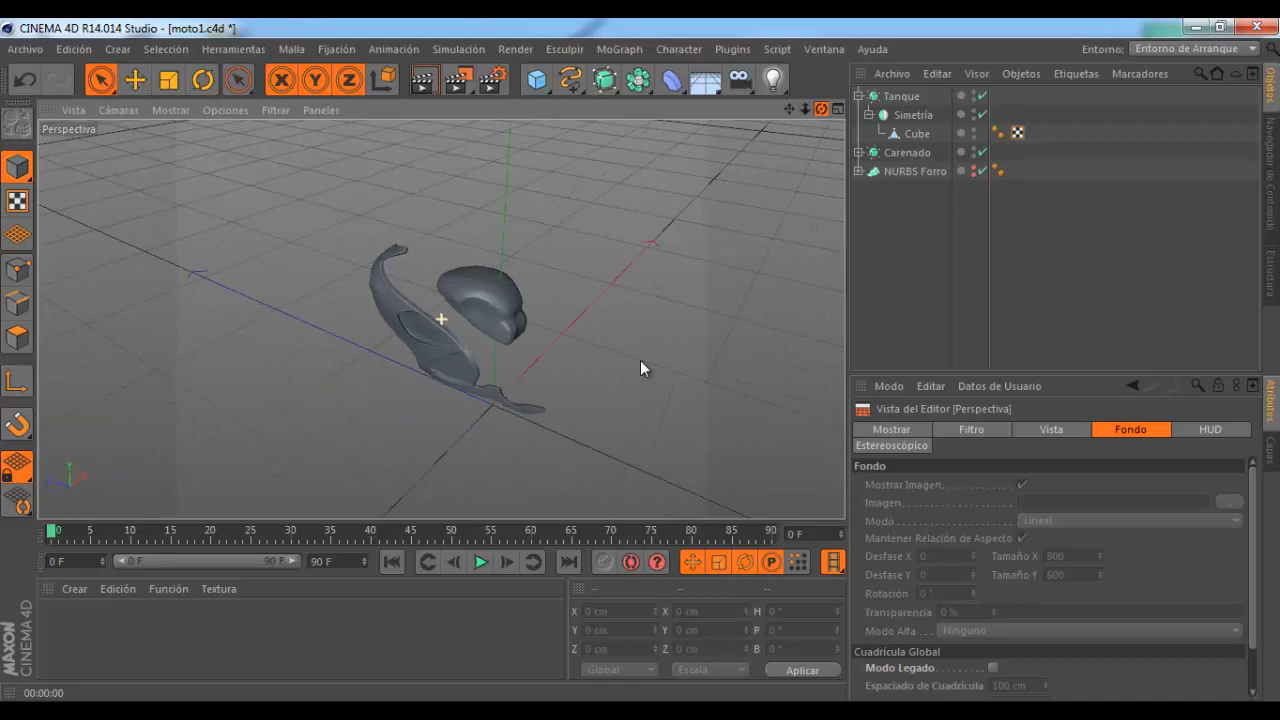 CINEMA 4D R14.014 Studio - [moto1.c4d *]
Archivo Edición Crear Selección Herramientas Malla Fijación Animación Simulación Render Esculpir MoGraph Character Plugins Script Ventana Ayuda Entorno: Entorno de Arranque
X Y Z
Archivo Editar Visor Objetos Etiquetas Marcadores
Vista Cámaras Mostrar Opciones Filtrar Paneles
Perspectiva
Tanque
Simetría
Cube
Carenado
NURBS Forro
Objetos
Navegador de Contenido
Estructura
Y
X
Z
Modo Editar Datos de Usuario
Vista del Editor [Perspectiva]
Mostrar Filtro Vista Fondo HUD
Estereoscópico
Fondo
Mostrar Imagen
Imagen
Modo Lineal
Mantener Relación de Aspecto
Desfase X 0 Tamaño X 800
Desfase Y 0 Tamaño Y 600
Rotación 0 °
Transparencia 0 %
Modo Alfa Ninguno
Cuadrícula Global
Modo Legado
Espaciado de Cuadrícula 100 cm
Atributos
Capas
0 5 10 15 20 25 30 35 40 45 50 55 60 65 70 75 80 85 90 0 F
0 F 0 F 90 F 90 F
P
Crear Edición Función Textura
-- -- --
X 0 cm X 0 cm H 0 °
Y 0 cm Y 0 cm P 0 °
Z 0 cm Z 0 cm B 0 °
Global Escala Aplicar
MAXON
CINEMA 4D
00:00:00